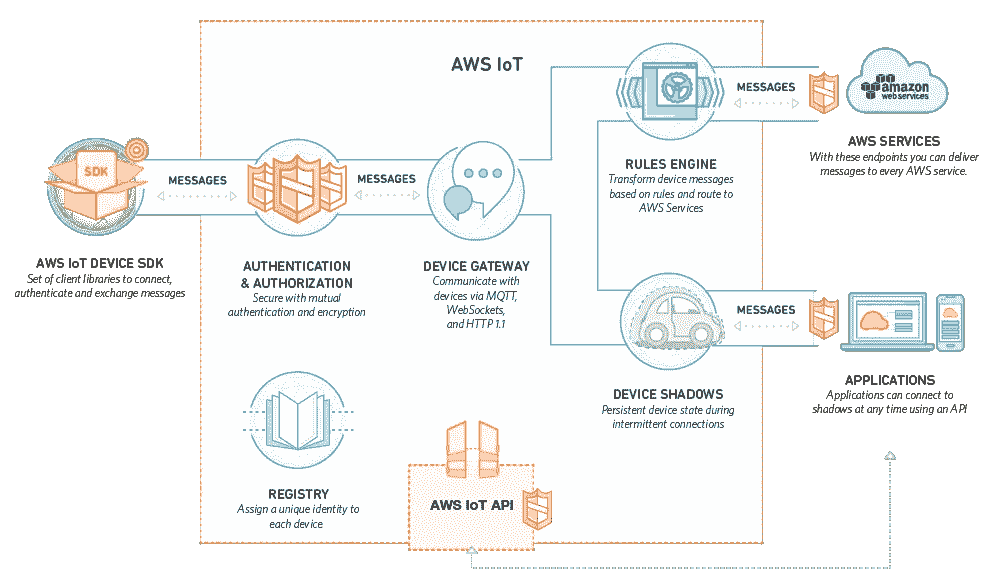 AWS IoT
SDK
MESSAGES
MESSAGES
MESSAGES
MESSAGES
amazon
webservices
AWS IoT DEVICE SDK
Set of client libraries to connect,
authenticate and exchange messages
AUTHENTICATION
& AUTHORIZATION
Secure with mutual
authentication and encryption
DEVICE GATEWAY
Communicate with
devices via MQTT,
WebSockets,
and HTTP 1.1
RULES ENGINE
Transform device messages
based on rules and route to
AWS Services
AWS SERVICES
With these endpoints you can deliver
messages to every AWS service.
DEVICE SHADOWS
Persistent device state during
intermittent connections
APPLICATIONS
Applications can connect to
shadows at any time using an API
REGISTRY
Assign a unique identity to
each device
AWS IoT API